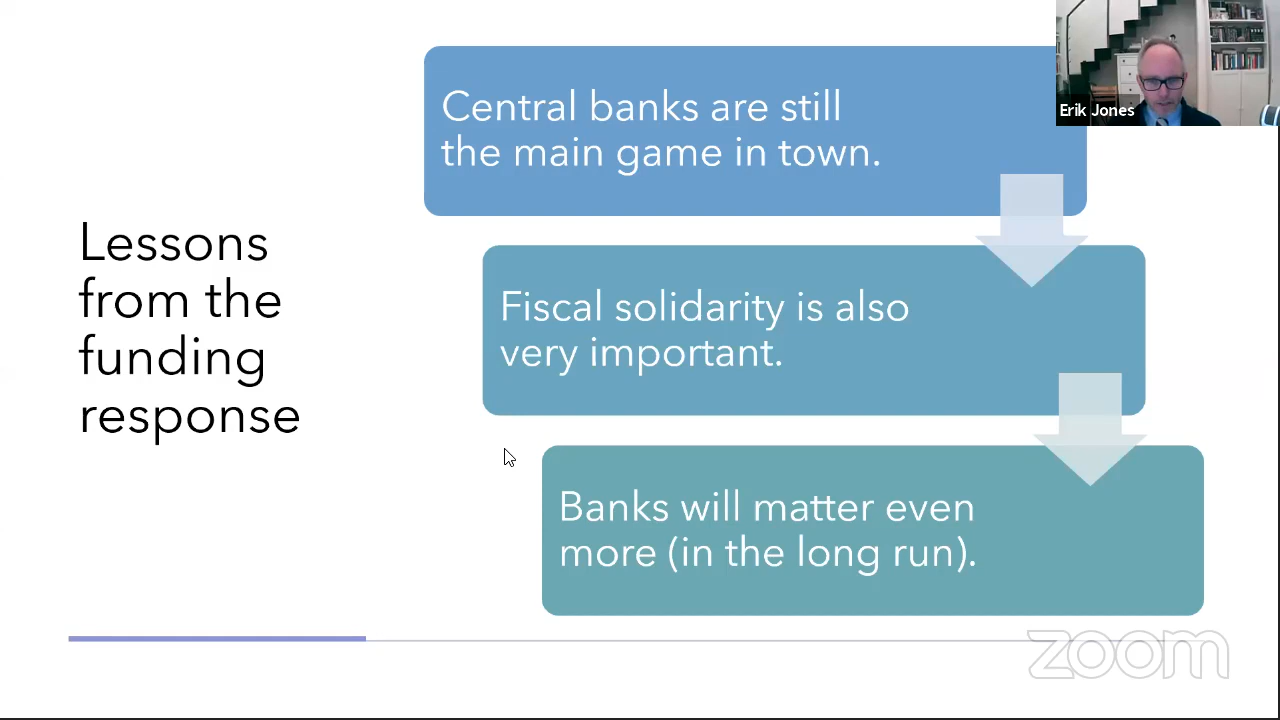 Erik Jones
Central banks are still
the main game in town.
Lessons
from the
funding
response
Fiscal solidarity is also
very important.
Banks will matter even
more (in the long run).
zoom